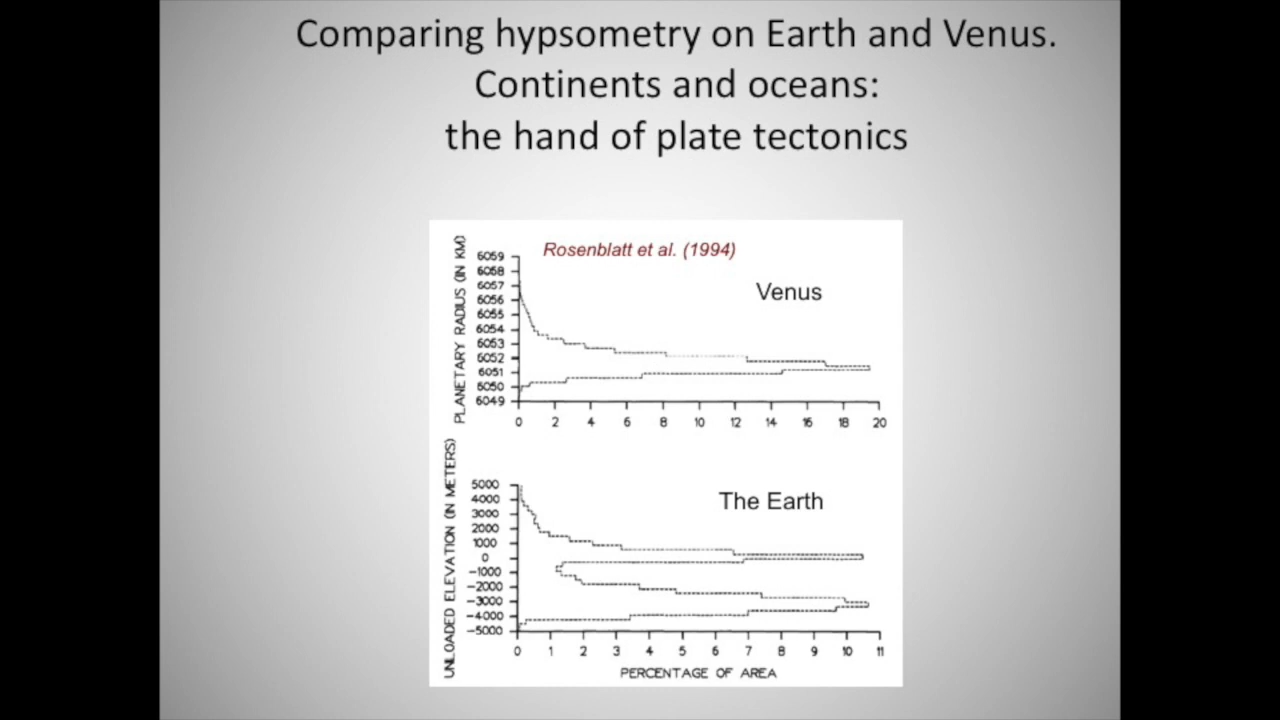 Comparing hypsometry on Earth and Venus.
Continents and oceans:
the hand of plate tectonics
Rosenblatt et al. (1994)
Venus
PLANETARY RADIUS (IN KM)
6059
6058
6057
6056
6055
6054
6053
6052
6051
6050
6049
0 2 4 6 8 10 12 14 16 18 20
The Earth
UNLOADED ELEVATION (IN METERS)
5000
4000
3000
2000
1000
0
-1000
-2000
-3000
-4000
-5000
0 1 2 3 4 5 6 7 8 9 10 11
PERCENTAGE OF AREA